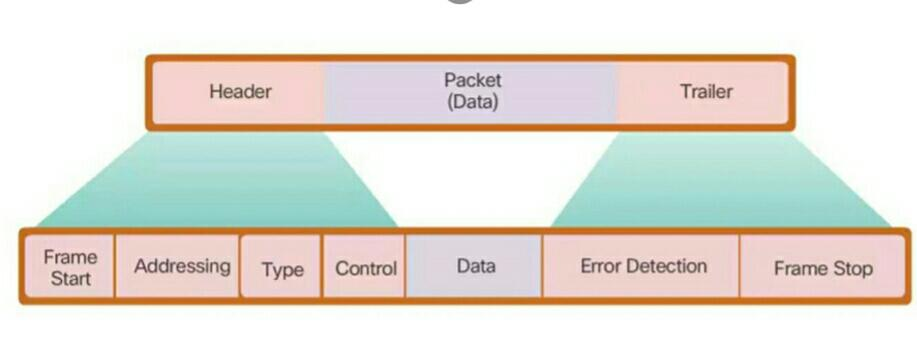 Header
Packet
(Data)
Trailer
Frame
Start
Addressing
Type
Control
Data
Error Detection
Frame Stop